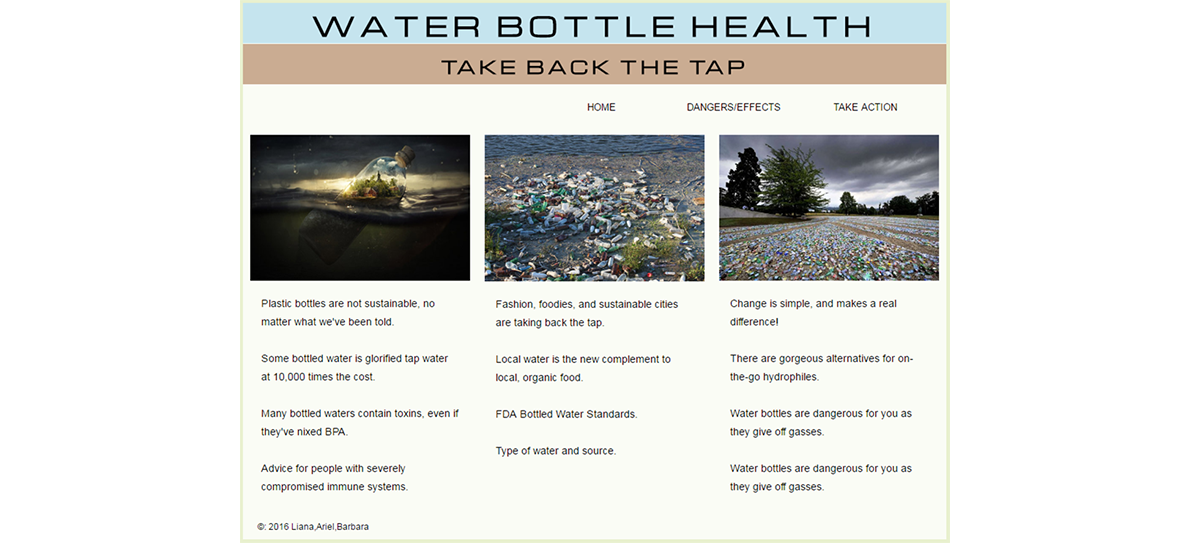 WATER BOTTLE HEALTH
TAKE BACK THE TAP
HOME DANGERS/EFFECTS TAKE ACTION
Plastic bottles are not sustainable, no
matter what we've been told.
Some bottled water is glorified tap water
at 10,000 times the cost.
Many bottled waters contain toxins, even if
they've nixed BPA.
Advice for people with severely
compromised immune systems.
Fashion, foodies, and sustainable cities
are taking back the tap.
Local water is the new complement to
local, organic food.
FDA Bottled Water Standards.
Type of water and source.
Change is simple, and makes a real
difference!
There are gorgeous alternatives for on-
the-go hydrophiles.
Water bottles are dangerous for you as
they give off gasses.
Water bottles are dangerous for you as
they give off gasses.
©: 2016 Liana,Ariel,Barbara